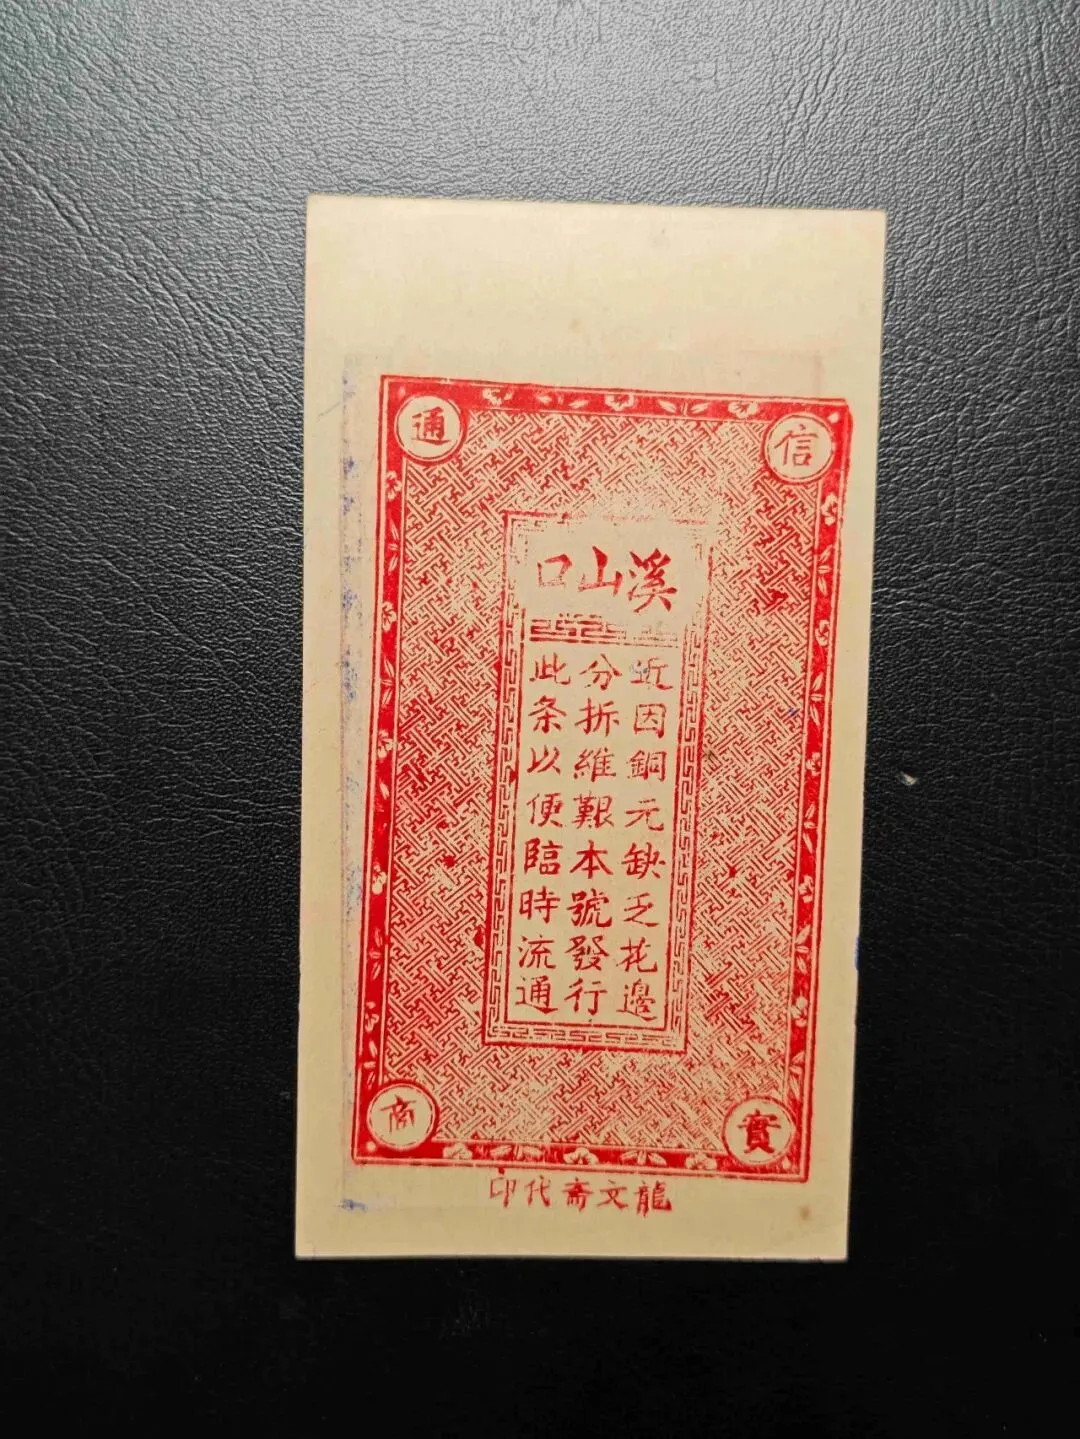 信
通
實
商
溪山口
近因銅元缺乏花邊
分拆維艱本號發行
此条以便臨時流通
龍文齋代印